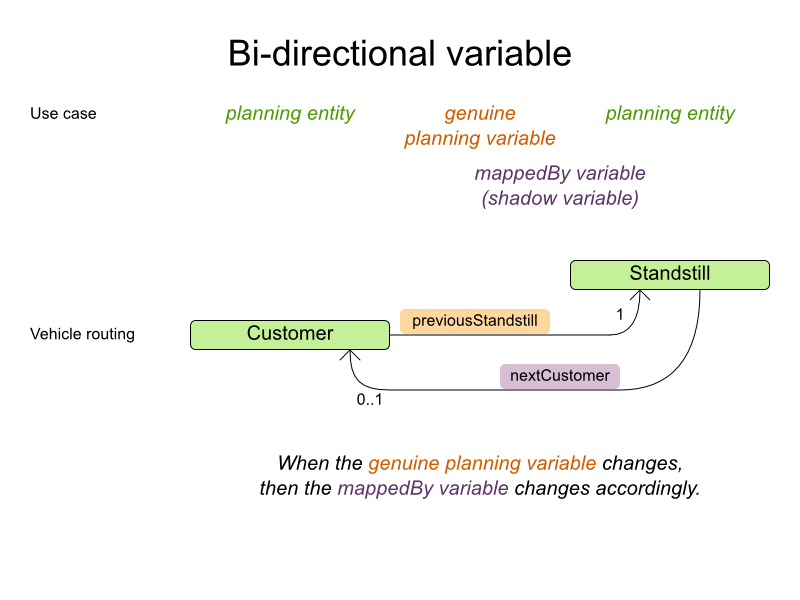 Bi-directional variable
Use case
planning entity
genuine
planning variable
planning entity
mappedBy variable
(shadow variable)
Standstill
Vehicle routing
Customer
previousStandstill
1
nextCustomer
0..1
When the genuine planning variable changes,
then the mappedBy variable changes accordingly.